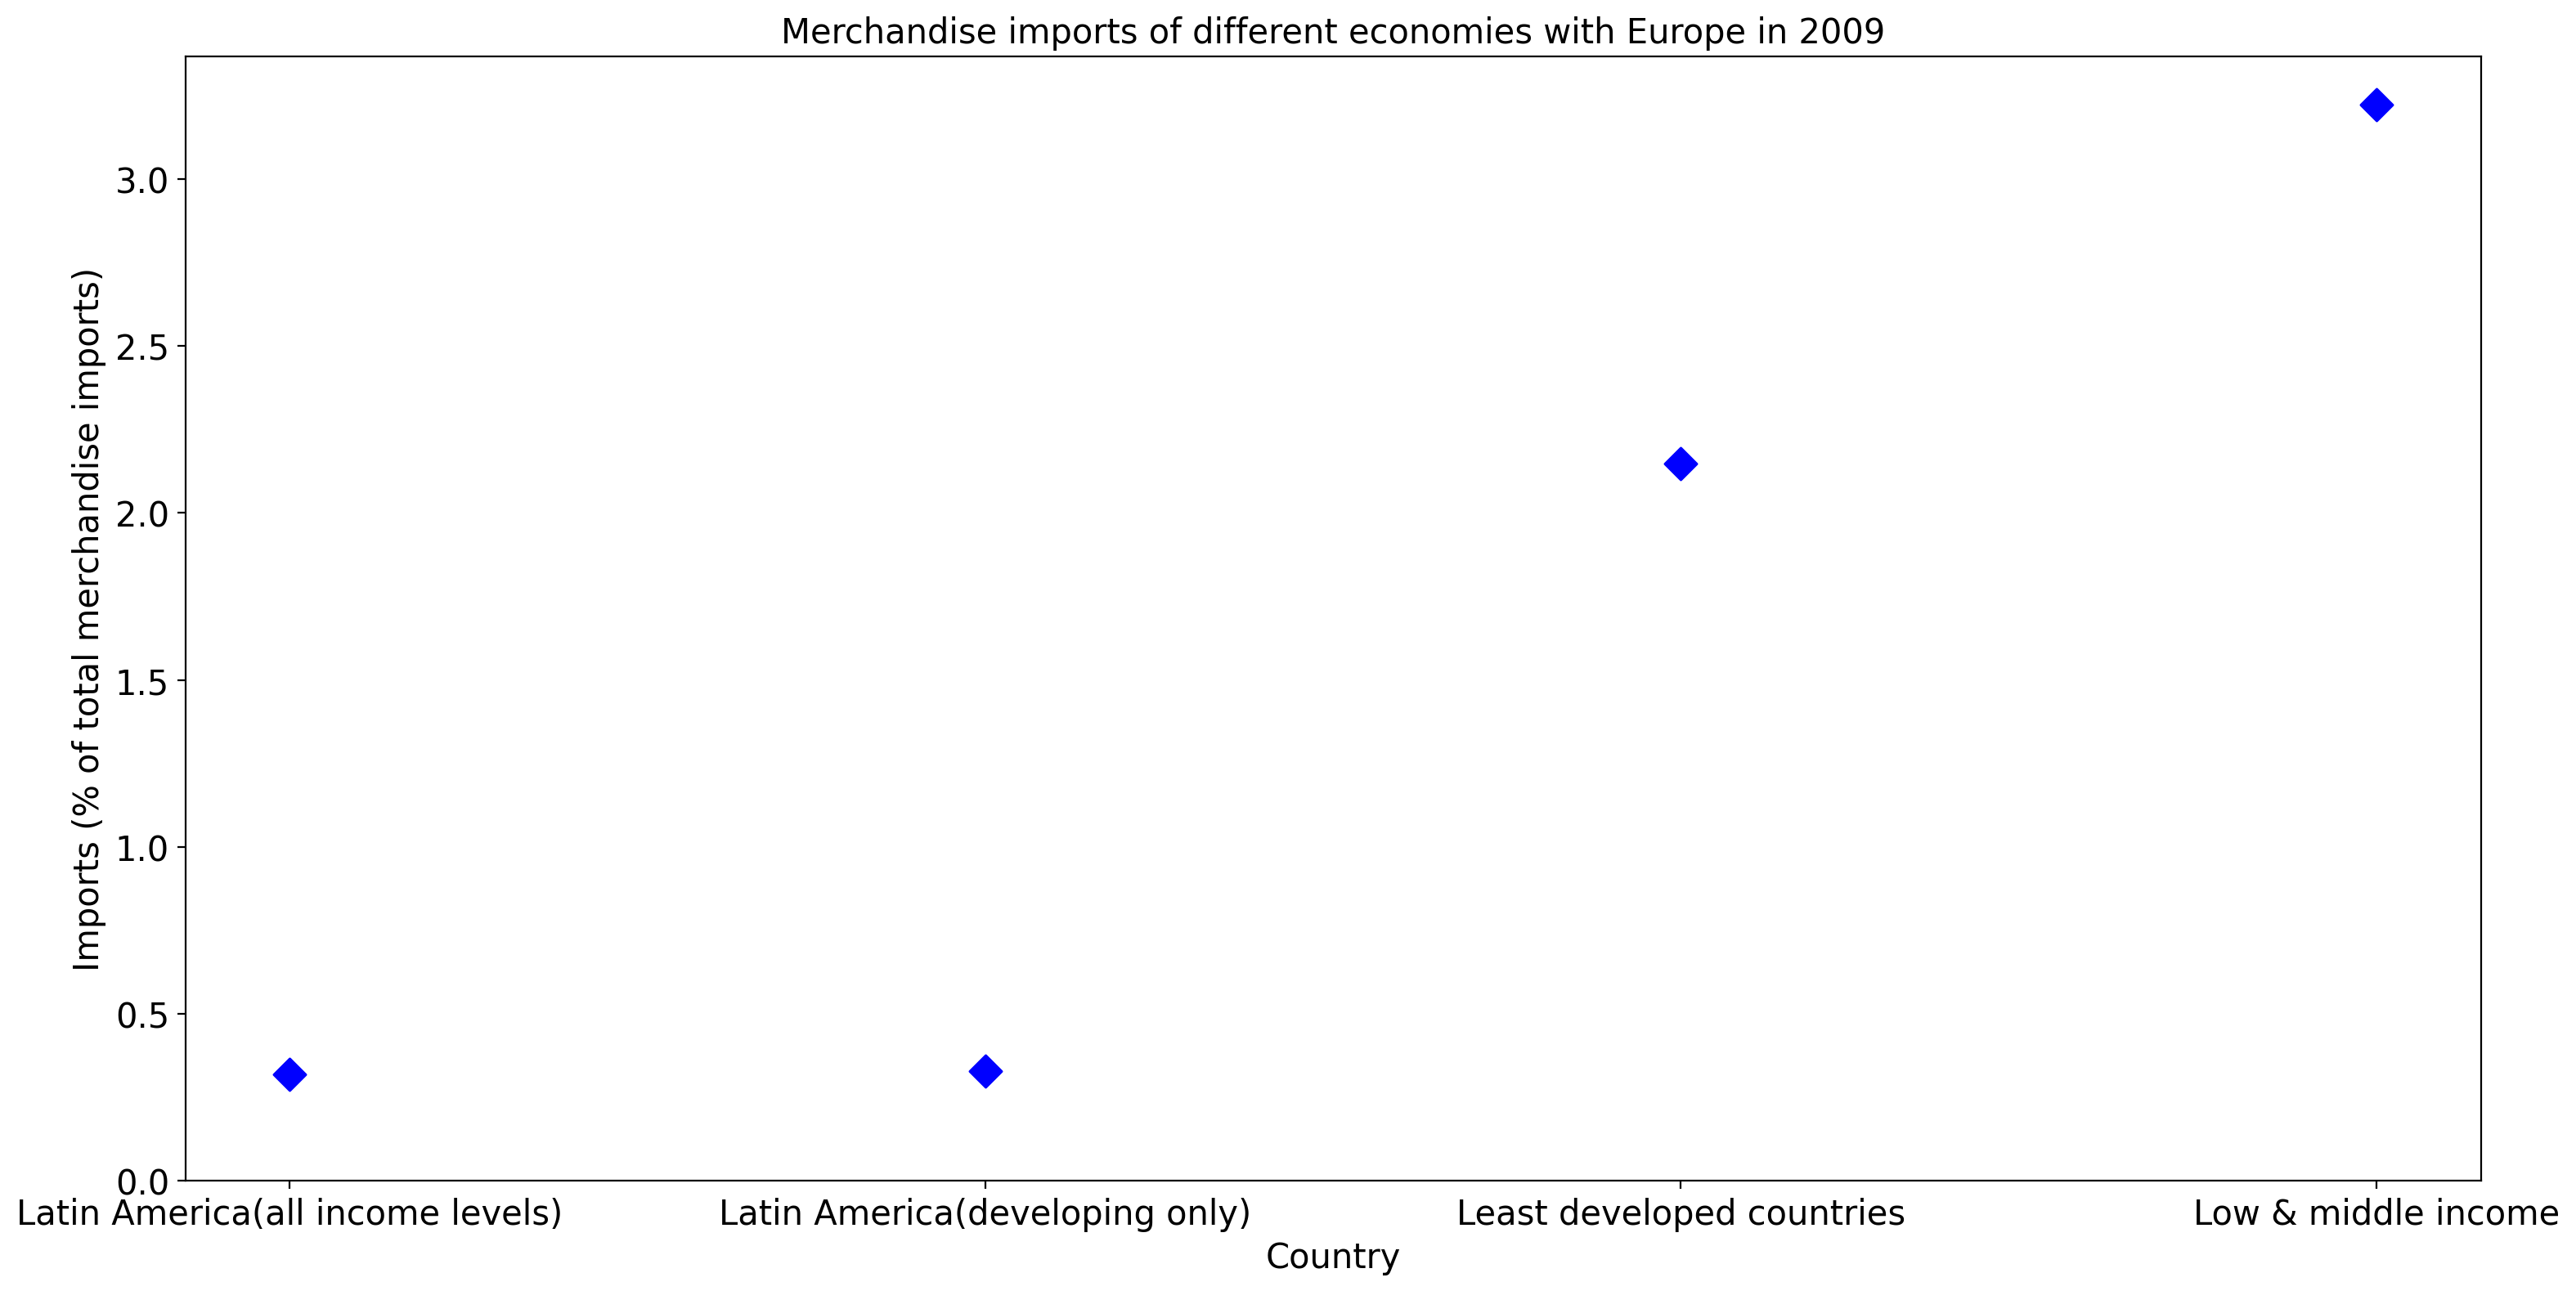 Merchandise imports of different economies with Europe in 2009
Imports (% of total merchandise imports)
3.0
2.5
2.0
1.5
1.0
0.5
0.0
Latin America(all income levels)
Latin America(developing only)
Least developed countries
Low & middle income
Country